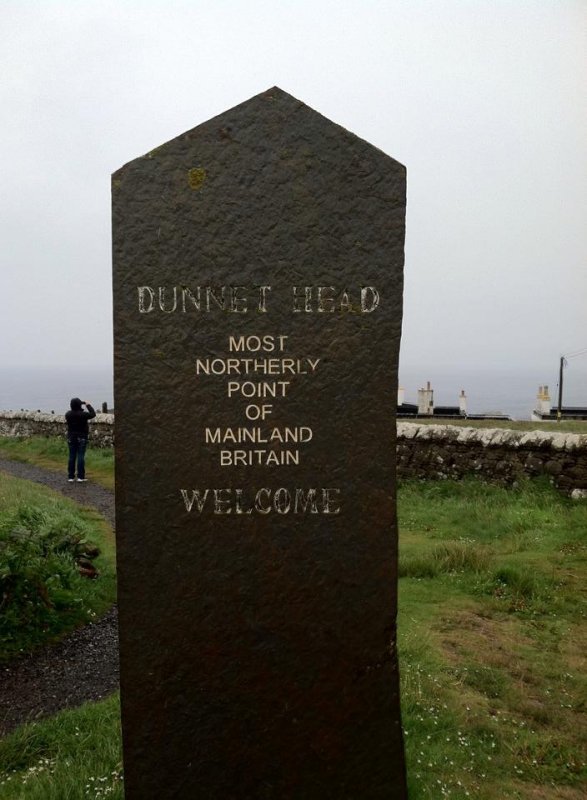 DUNNET HEAD
MOST
NORTHERLY
POINT
OF
MAINLAND
BRITAIN
WELCOME